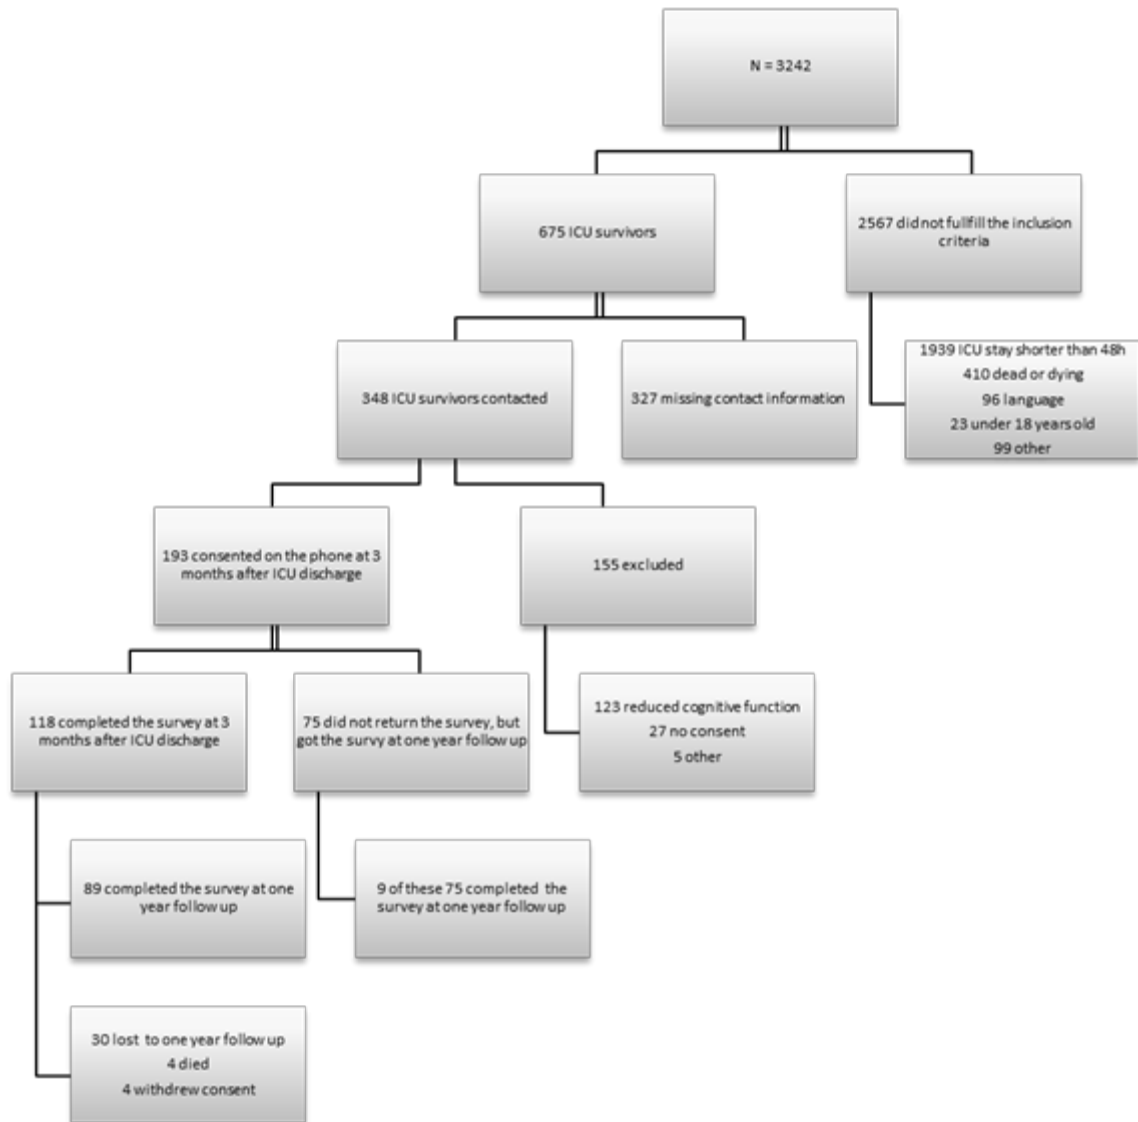 N = 3242
675 ICU survivors
2567 did not fullfill the inclusion
criteria
348 ICU survivors contacted
327 missing contact information
1939 ICU stay shorter than 48h
410 dead or dying
96 language
23 under 18 years old
99 other
193 consented on the phone at 3
months after ICU discharge
155 excluded
118 completed the survey at 3
months after ICU discharge
75 did not return the survey, but
got the survy at one year follow up
123 reduced cognitive function
27 no consent
5 other
89 completed the survey at one
year follow up
9 of these 75 completed the
survey at one year follow up
30 lost to one year follow up
4 died
4 withdrew consent